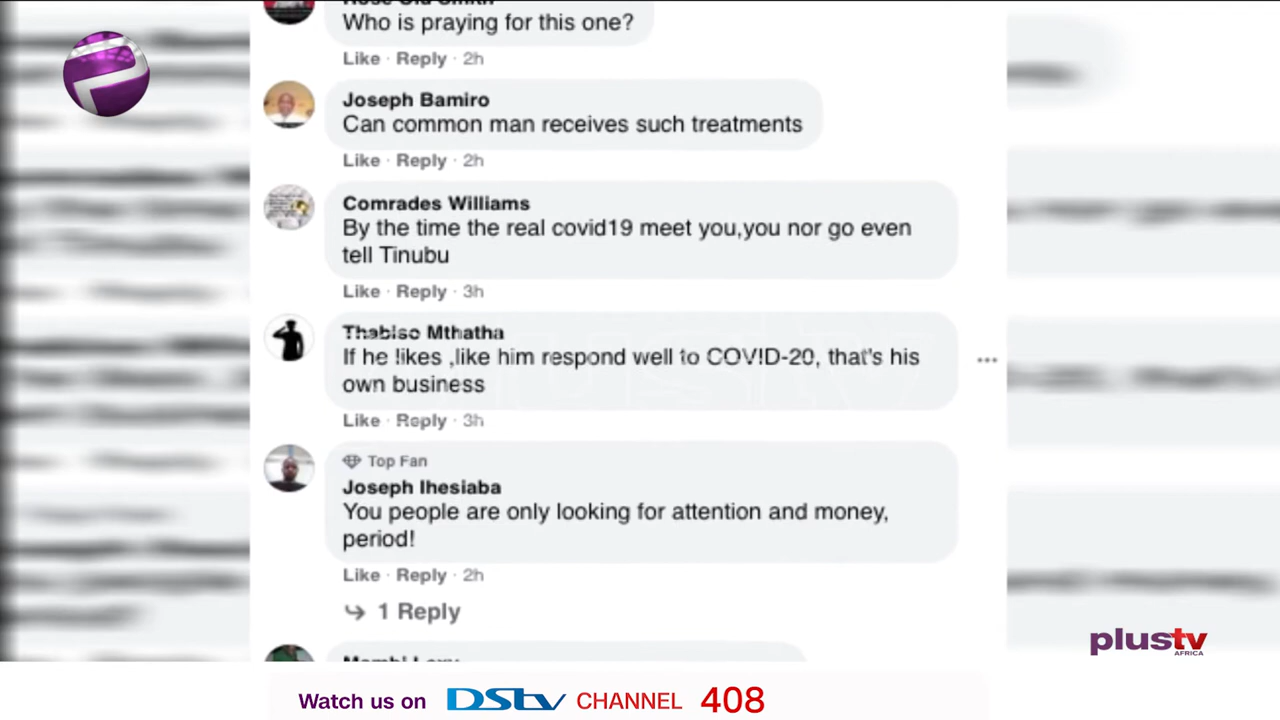 Who is praying for this one?
Like · Reply · 2h
Joseph Bamiro
Can common man receives such treatments
Like · Reply · 2h
Comrades Williams
By the time the real covid19 meet you,you nor go even
tell Tinubu
Like · Reply · 3h
Thabiso Mthatha
If he likes ,like him respond well to COVID-20, that's his
own business
Like · Reply · 3h
Top Fan
Joseph Ihesiaba
You people are only looking for attention and money,
period!
Like · Reply · 2h
1 Reply
plustv
AFRICA
Watch us on DStv CHANNEL 408